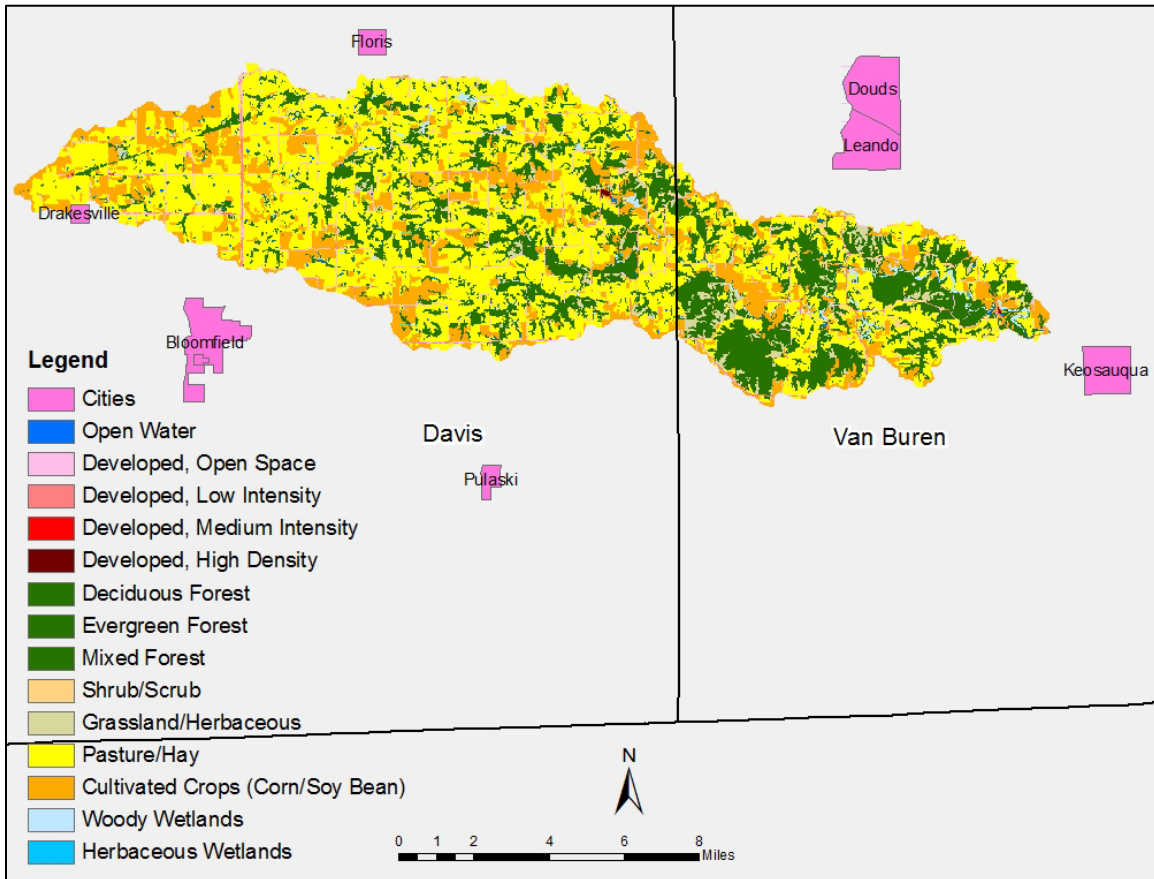 Floris
Douds
Leando
Drakesville
Bloomfield
Keosauqua
Davis
Van Buren
Pulaski
Legend
Cities
Open Water
Developed, Open Space
Developed, Low Intensity
Developed, Medium Intensity
Developed, High Density
Deciduous Forest
Evergreen Forest
Mixed Forest
Shrub/Scrub
Grassland/Herbaceous
Pasture/Hay
Cultivated Crops (Corn/Soy Bean)
Woody Wetlands
Herbaceous Wetlands
N
0 1 2 4 6 8
Miles